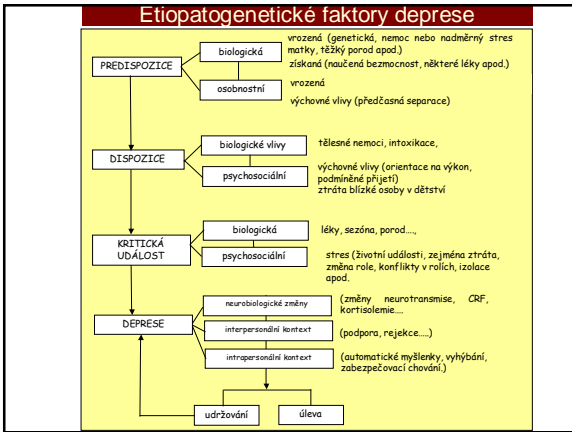 Etiopatogenetické faktory deprese
PREDISPOZICE
biologická
vrozená (genetická, nemoc nebo nadměrný stres
matky, těžký porod apod.)
získaná (naučená bezmocnost, některé léky apod.)
osobnostní
vrozená
výchovné vlivy (předčasná separace)
DISPOZICE
biologické vlivy
tělesné nemoci, intoxikace,
psychosociální
výchovné vlivy (orientace na výkon,
podmíněné přijetí)
ztráta blízké osoby v dětství
KRITICKÁ
UDÁLOST
biologická
léky, sezóna, porod....,
psychosociální
stres (životní události, zejména ztráta,
změna role, konflikty v rolích, izolace
apod.
DEPRESE
neurobiologické změny
(změny neurotransmise, CRF,
kortisolemie....
interpersonální kontext
(podpora, rejekce.....)
intrapersonální kontext
(automatické myšlenky, vyhýbání,
zabezpečovací chování.)
udržování
úleva